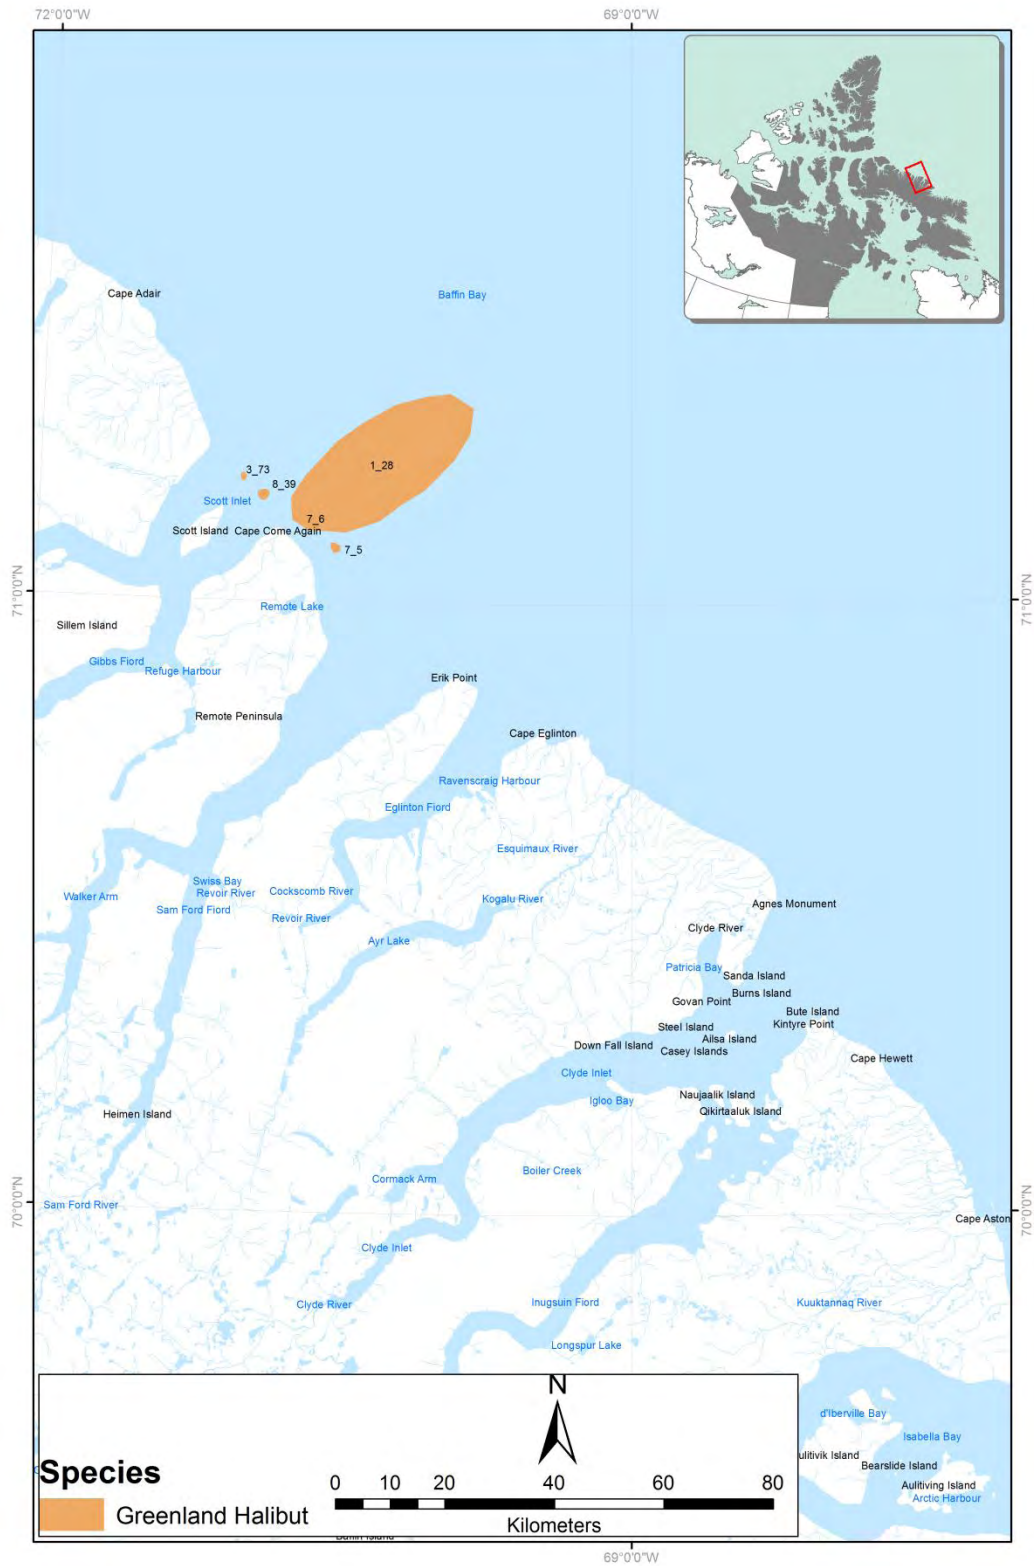 72°0'0"W
69°0'0"W
Cape Adair
Baffin Bay
1_28
3_73
8_39
Scott Inlet
7_6
Scott Island
Cape Come Again
7_5
71°0'0"N
71°0'0"N
Remote Lake
Sillem Island
Gibbs Fiord
Refuge Harbour
Erik Point
Remote Peninsula
Cape Eglinton
Ravenscraig Harbour
Eglinton Fiord
Esquimaux River
Swiss Bay
Cockscomb River
Revoir River
Walker Arm
Kogalu River
Agnes Monument
Sam Ford Fiord
Revoir River
Clyde River
Ayr Lake
Patricia Bay
Sanda Island
Burns Island
Govan Point
Bute Island
Kintyre Point
Steel Island
Ailsa Island
Down Fall Island
Casey Islands
Cape Hewett
Clyde Inlet
Naujaalik Island
Igloo Bay
Qikirtaaluk Island
Heimen Island
Boiler Creek
Cormack Arm
Sam Ford River
70°0'0"N
70°0'0"N
Cape Aston
Clyde Inlet
Clyde River
Inugsuin Fiord
Kuuktannaq River
Longspur Lake
N
d'Iberville Bay
Isabella Bay
ulitivik Island
Bearslide Island
Aulitiving Island
Arctic Harbour
Species
Greenland Halibut
0 10 20 40 60 80
Kilometers
69°0'0"W